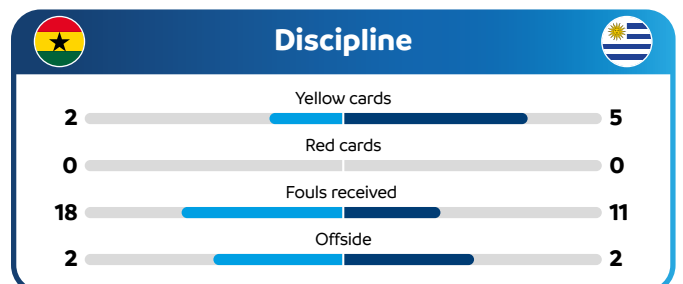 Discipline
Yellow cards
2 5
Red cards
0 0
Fouls received
18 11
Offside
2 2